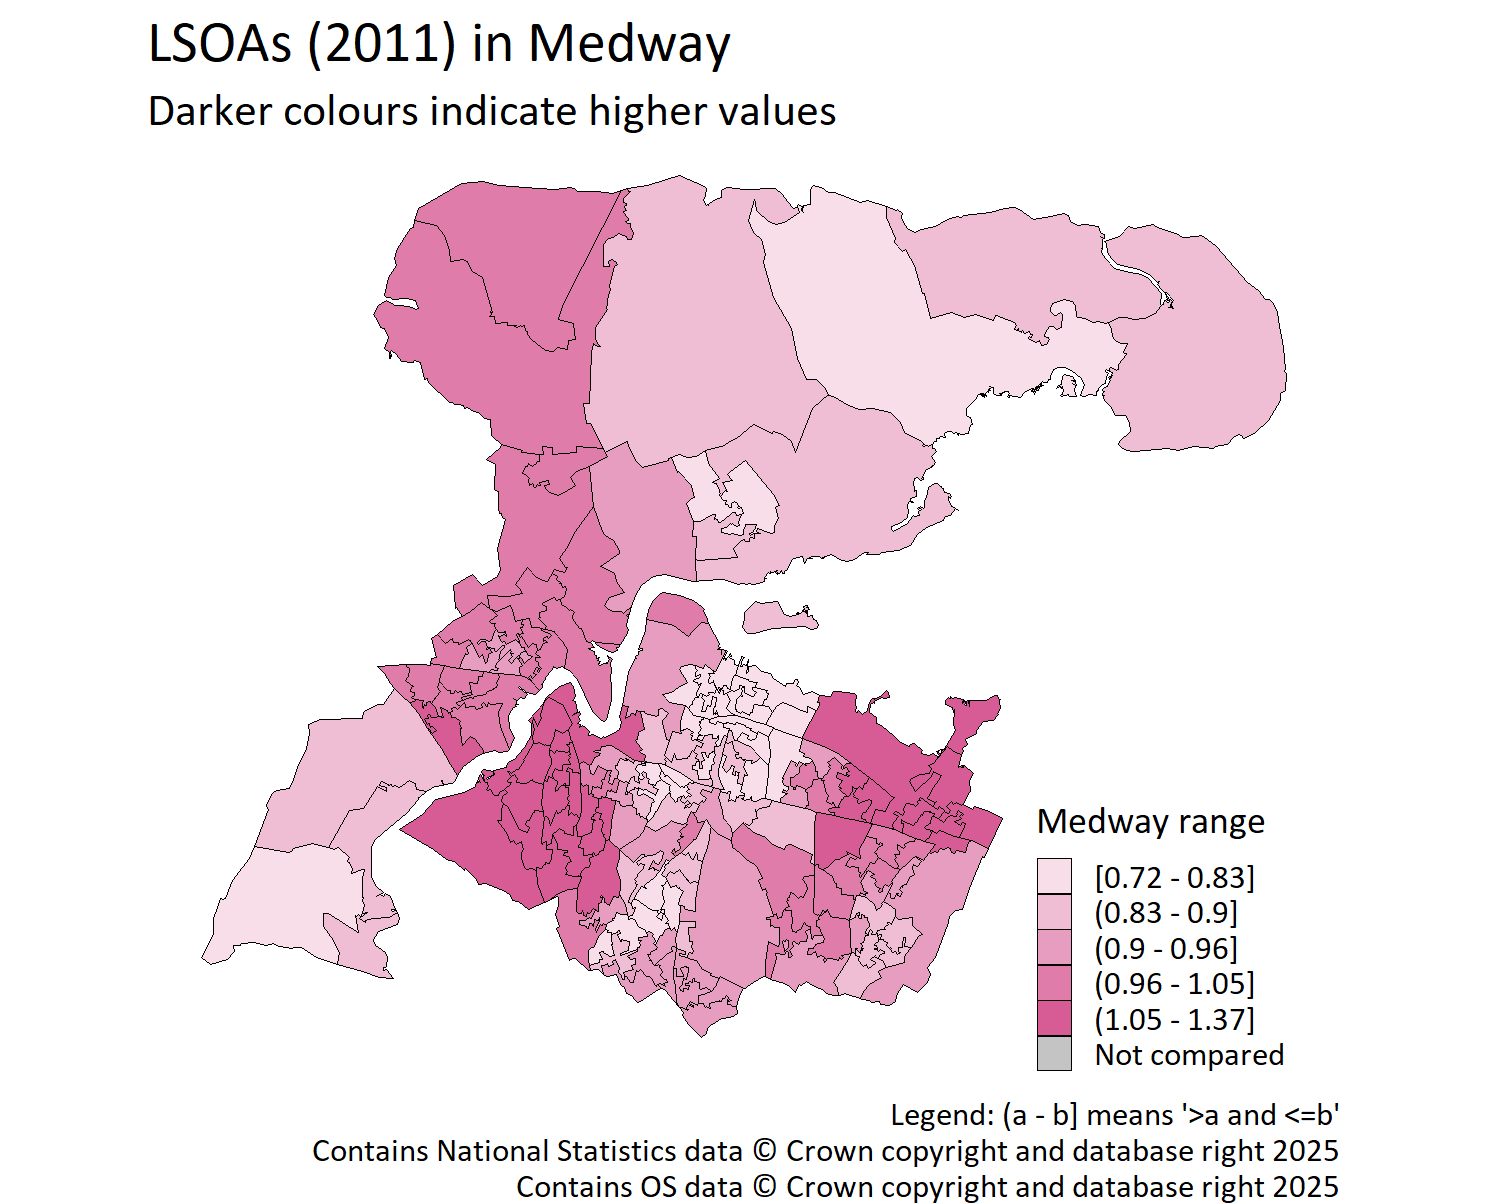 LSOAs (2011) in Medway
Darker colours indicate higher values
Medway range
[0.72 - 0.83]
(0.83 - 0.9]
(0.9 - 0.96]
(0.96 - 1.05]
(1.05 - 1.37]
Not compared
Legend: (a - b] means '>a and <=b'
Contains National Statistics data © Crown copyright and database right 2025
Contains OS data © Crown copyright and database right 2025